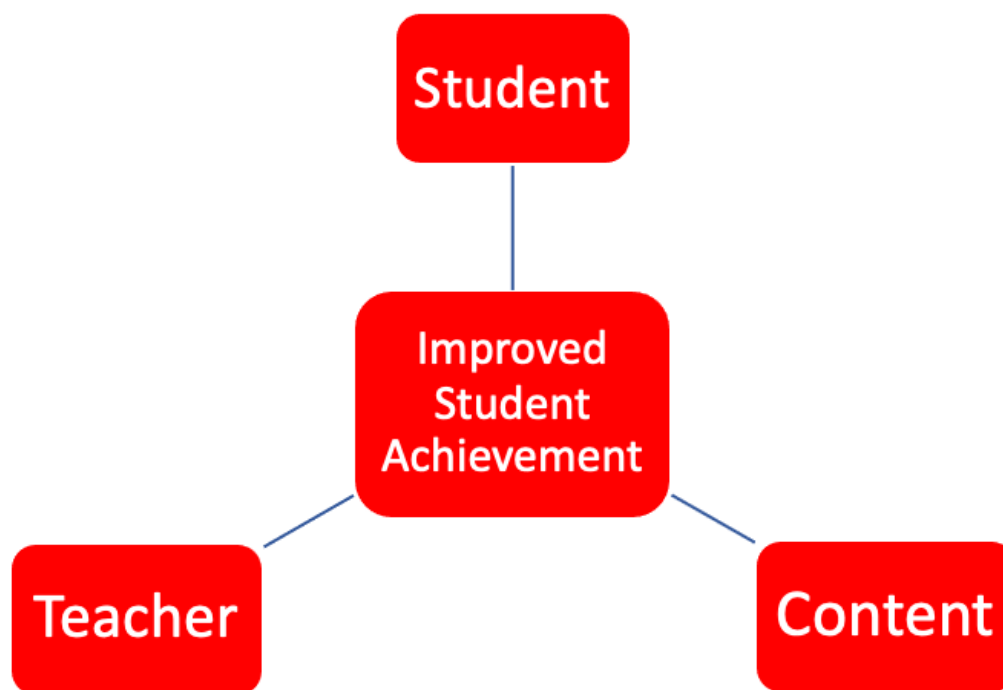 Student
Improved
Student
Achievement
Teacher
Content